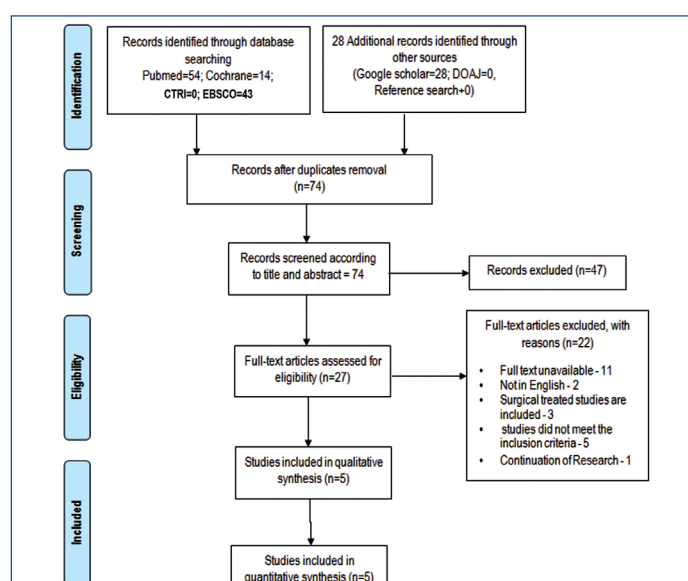 Identification
Records identified through database
searching
Pubmed=54; Cochrane=14;
CTRI=0; EBSCO=43
28 Additional records identified through
other sources
(Google scholar=28; DOAJ=0,
Reference search+0)
Screening
Records after duplicates removal
(n=74)
Records screened according
to title and abstract = 74
Records excluded (n=47)
Eligibility
Full-text articles assessed for
eligibility (n=27)
Full-text articles excluded, with
reasons (n=22)
• Full text unavailable - 11
• Not in English - 2
• Surgical treated studies are
included - 3
• studies did not meet the
inclusion criteria - 5
• Continuation of Research - 1
Included
Studies included in qualitative
synthesis (n=5)
Studies included in
quantitative synthesis (n=5)